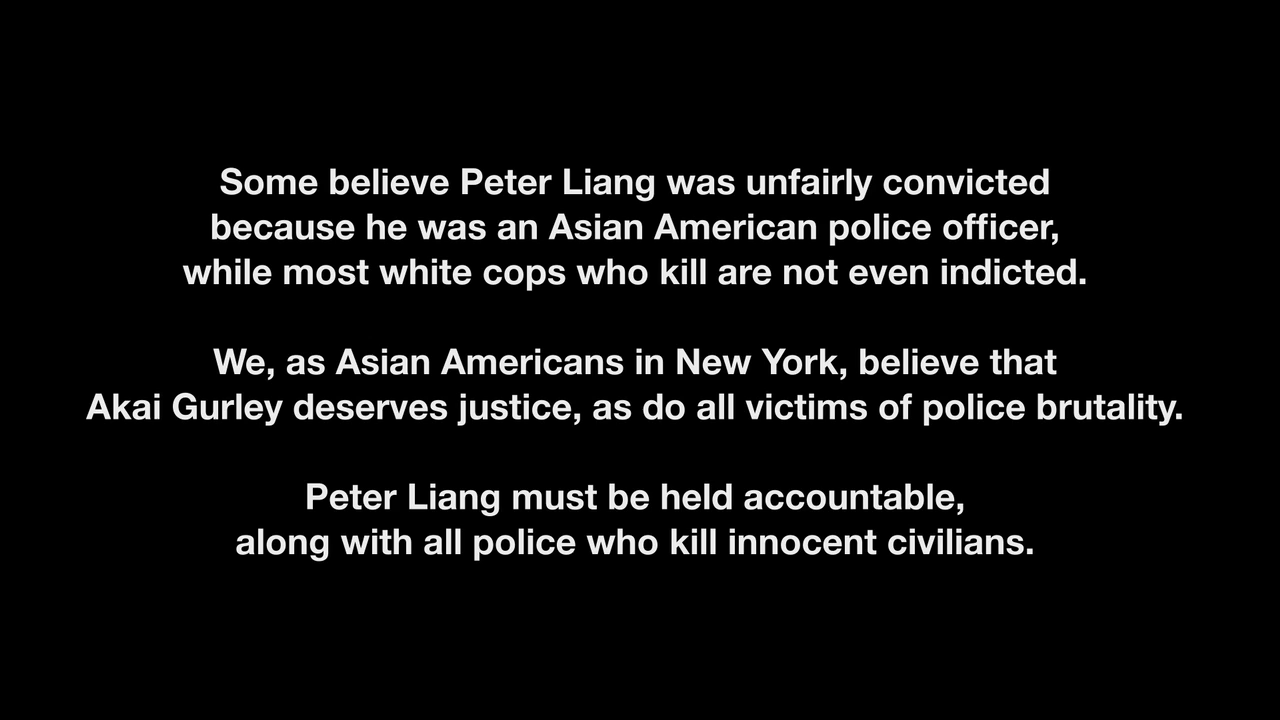 Some believe Peter Liang was unfairly convicted
because he was an Asian American police officer,
while most white cops who kill are not even indicted.
We, as Asian Americans in New York, believe that
Akai Gurley deserves justice, as do all victims of police brutality.
Peter Liang must be held accountable,
along with all police who kill innocent civilians.